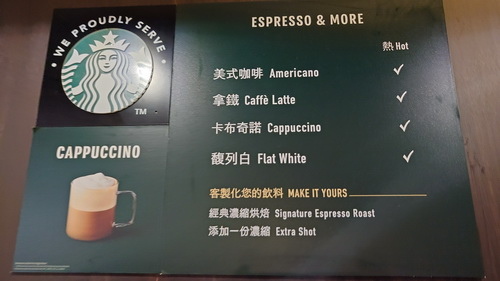 WE PROUDLY SERVE
TM
CAPPUCCINO
ESPRESSO & MORE
熱 Hot
美式咖啡 Americano ✓
拿鐵 Caffè Latte ✓
卡布奇諾 Cappuccino ✓
馥列白 Flat White ✓
客製化您的飲料 MAKE IT YOURS
經典濃縮烘焙 Signature Espresso Roast
添加一份濃縮 Extra Shot